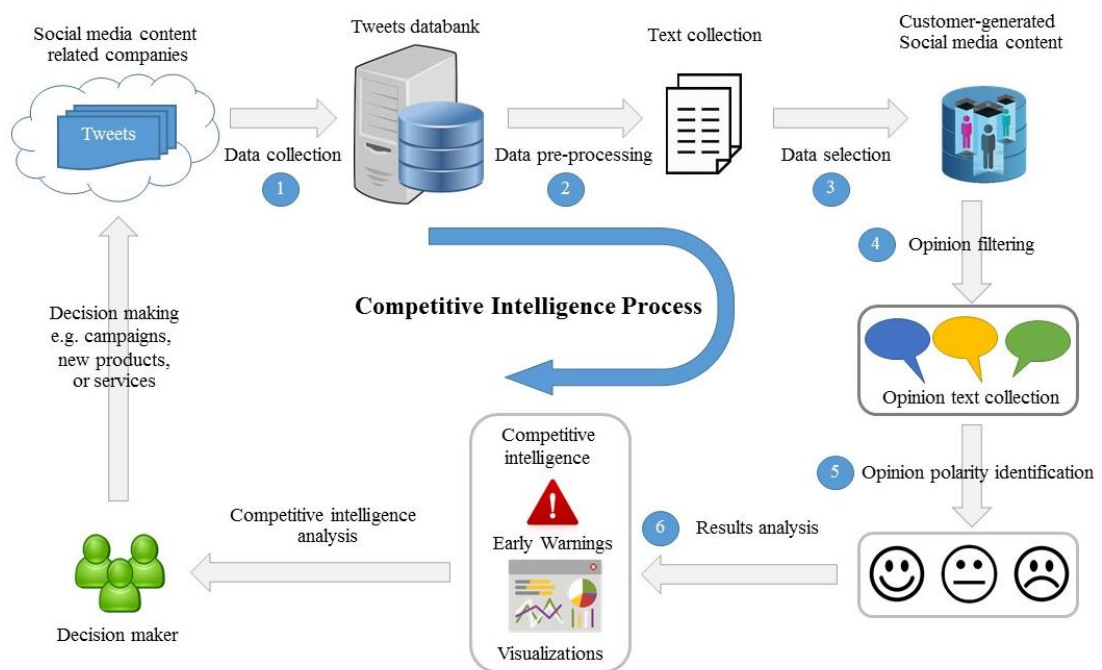 Social media content
related companies
Tweets
Data collection
1
Tweets databank
Data pre-processing
2
Text collection
Data selection
3
Customer-generated
Social media content
4
Opinion filtering
Opinion text collection
5
Opinion polarity identification
6
Results analysis
Competitive
intelligence
Early Warnings
Visualizations
Competitive intelligence
analysis
Decision maker
Decision making
e.g. campaigns,
new products,
or services
Competitive Intelligence Process